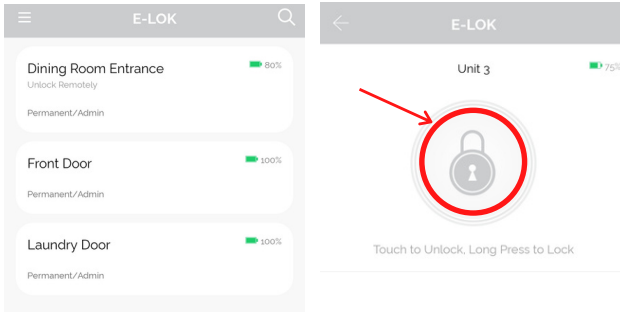 E-LOK
Dining Room Entrance
80%
Unlock Remotely
Permanent/Admin
Front Door
100%
Permanent/Admin
Laundry Door
100%
Permanent/Admin
E-LOK
Unit 3
75%
Touch to Unlock, Long Press to Lock